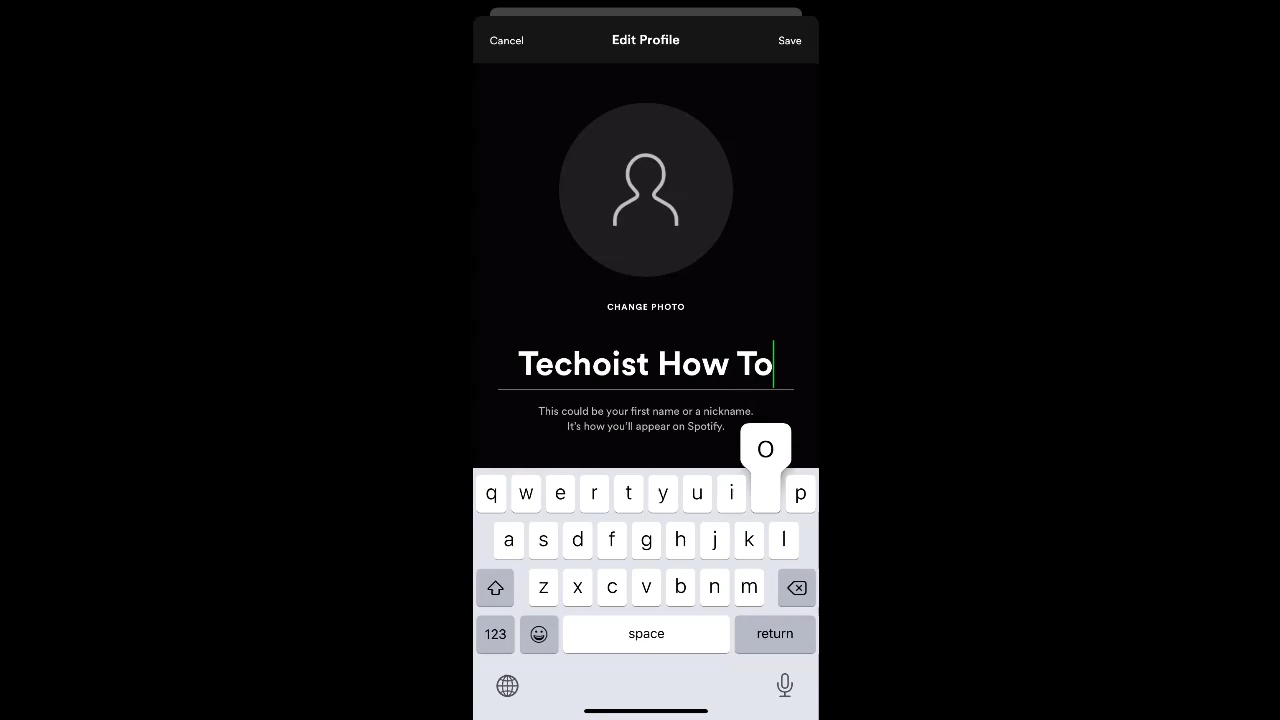 Cancel Edit Profile Save
CHANGE PHOTO
Techoist How To
This could be your first name or a nickname.
It's how you'll appear on Spotify.
o
q w e r t y u i p
a s d f g h j k l
z x c v b n m
123 space return